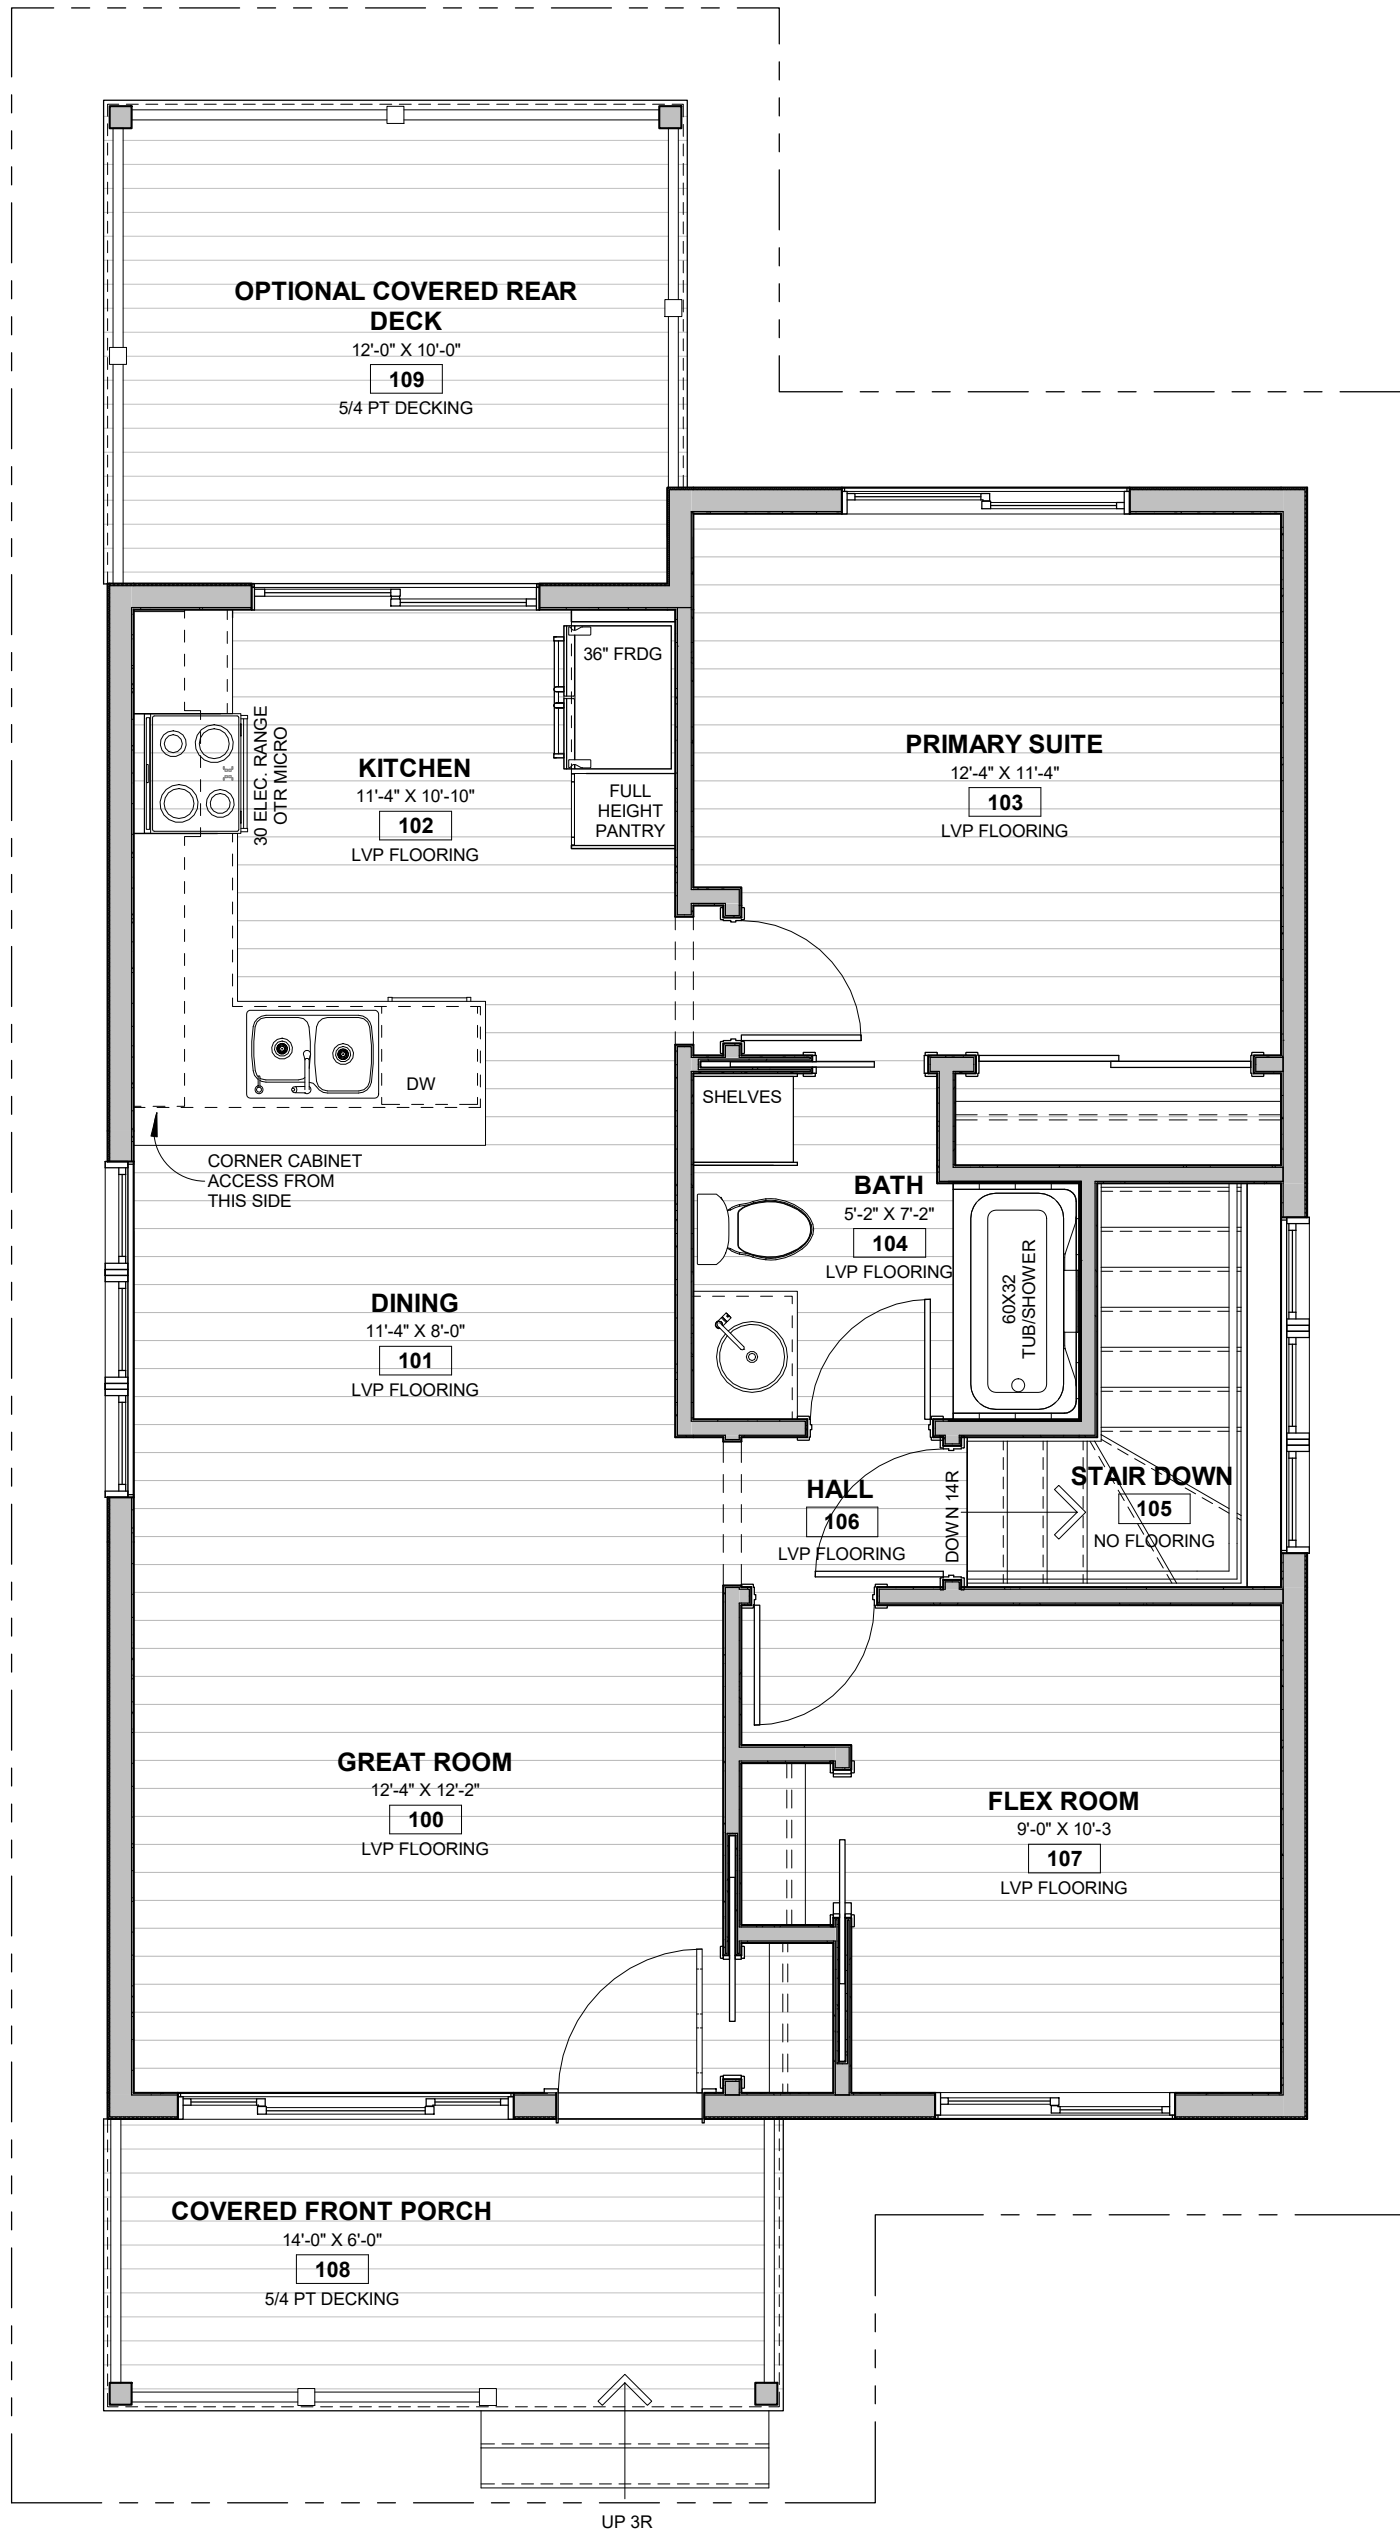 OPTIONAL COVERED REAR
DECK
12'-0" X 10'-0"
109
5/4 PT DECKING
36" FRDG
FULL
HEIGHT
PANTRY
30 ELEC. RANGE
OTR MICRO
KITCHEN
11'-4" X 10'-10"
102
LVP FLOORING
PRIMARY SUITE
12'-4" X 11'-4"
103
LVP FLOORING
DW
CORNER CABINET
ACCESS FROM
THIS SIDE
SHELVES
BATH
5'-2" X 7'-2"
104
LVP FLOORING
60X32
TUB/SHOWER
DINING
11'-4" X 8'-0"
101
LVP FLOORING
HALL
106
LVP FLOORING
DOWN 14R
STAIR DOWN
105
NO FLOORING
GREAT ROOM
12'-4" X 12'-2"
100
LVP FLOORING
FLEX ROOM
9'-0" X 10'-3
107
LVP FLOORING
COVERED FRONT PORCH
14'-0" X 6'-0"
108
5/4 PT DECKING
UP 3R